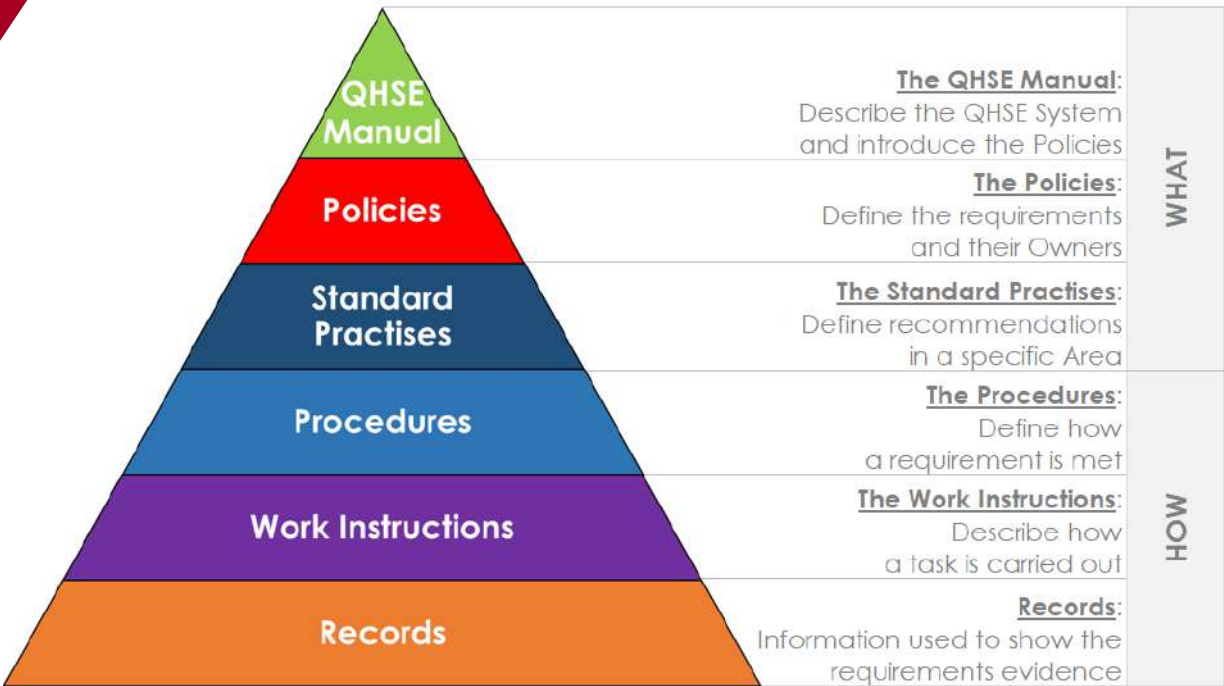 QHSE
Manual
Policies
Standard
Practises
Procedures
Work Instructions
Records
The QHSE Manual:
Describe the QHSE System
and introduce the Policies
The Policies:
Define the requirements
and their Owners
The Standard Practises:
Define recommendations
in a specific Area
The Procedures:
Define how
a requirement is met
The Work Instructions:
Describe how
a task is carried out
Records:
Information used to show the
requirements evidence
WHAT
HOW